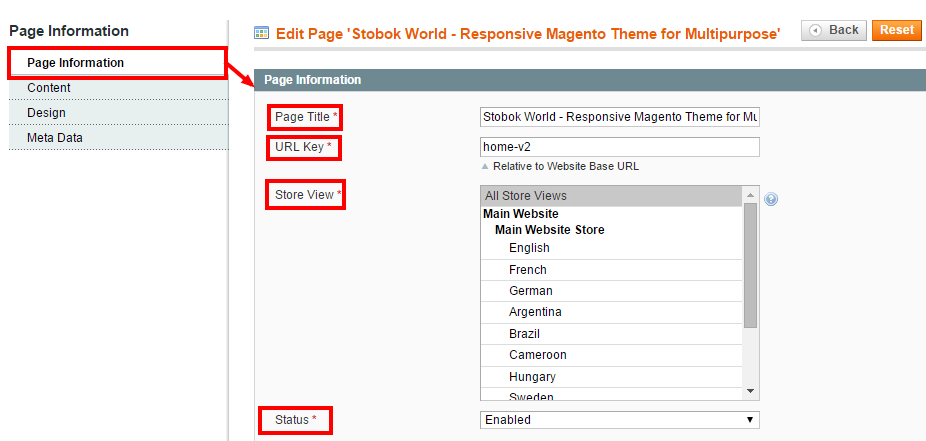 Page Information
Edit Page 'Stobok World - Responsive Magento Theme for Multipurpose'
Back
Reset
Page Information
Content
Design
Meta Data
Page Information
Page Title *
Stobok World - Responsive Magento Theme for Mu
URL Key *
home-v2
Relative to Website Base URL
Store View *
All Store Views
Main Website
Main Website Store
English
French
German
Argentina
Brazil
Cameroon
Hungary
Sweden
Status *
Enabled